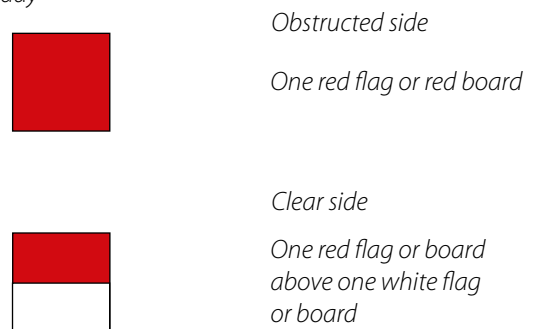 Obstructed side
One red flag or red board
Clear side
One red flag or board
above one white flag
or board